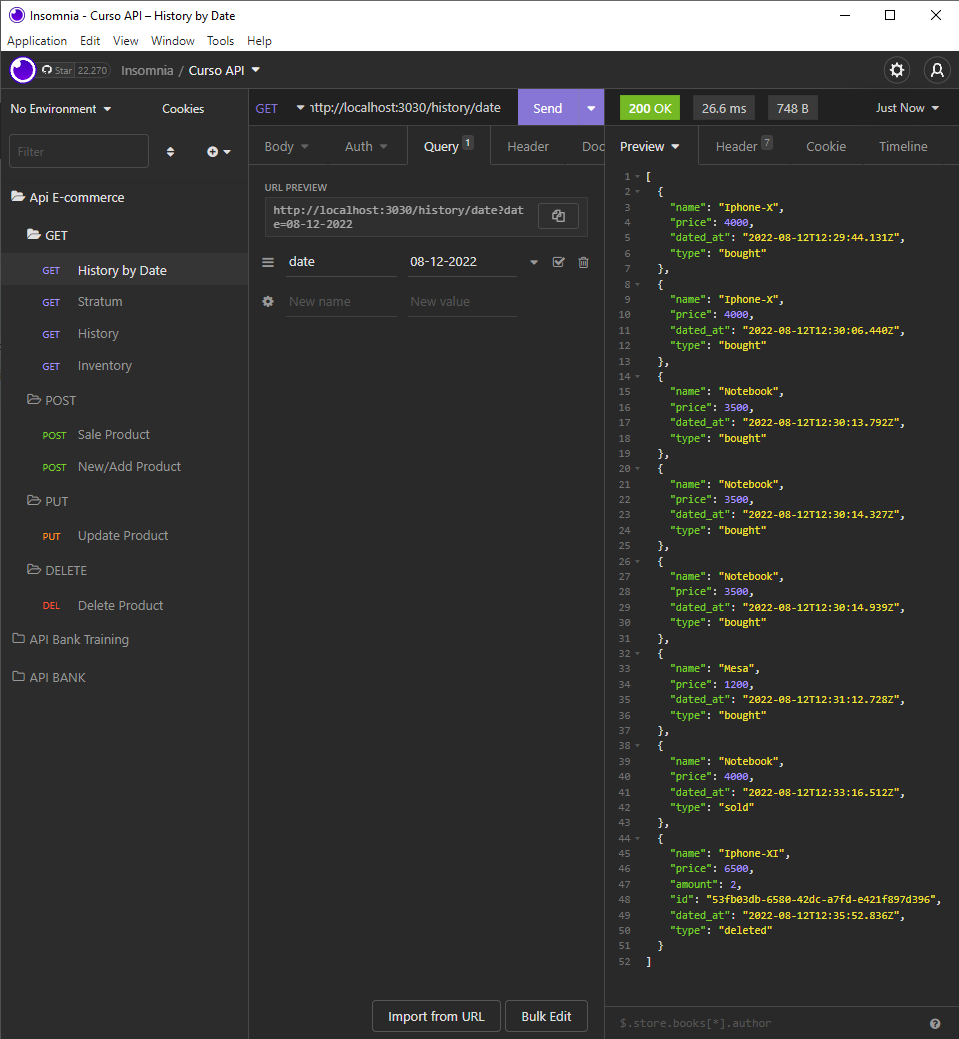 Insomnia - Curso API – History by Date
Application Edit View Window Tools Help
Star 22.270 Insomnia / Curso API
No Environment Cookies
Filter
Api E-commerce
GET
GET History by Date
GET Stratum
GET History
GET Inventory
POST
POST Sale Product
POST New/Add Product
PUT
PUT Update Product
DELETE
DEL Delete Product
API Bank Training
API BANK
GET http://localhost:3030/history/date Send
Body Auth Query 1 Header Doc
URL PREVIEW
http://localhost:3030/history/date?dat
e=08-12-2022
date 08-12-2022
New name New value
Import from URL Bulk Edit
200 OK 26.6 ms 748 B Just Now
Preview Header 7 Cookie Timeline
1 [
2 {
3 "name": "Iphone-X",
4 "price": 4000,
5 "dated_at": "2022-08-12T12:29:44.131Z",
6 "type": "bought"
7 },
8 {
9 "name": "Iphone-X",
10 "price": 4000,
11 "dated_at": "2022-08-12T12:30:06.440Z",
12 "type": "bought"
13 },
14 {
15 "name": "Notebook",
16 "price": 3500,
17 "dated_at": "2022-08-12T12:30:13.792Z",
18 "type": "bought"
19 },
20 {
21 "name": "Notebook",
22 "price": 3500,
23 "dated_at": "2022-08-12T12:30:14.327Z",
24 "type": "bought"
25 },
26 {
27 "name": "Notebook",
28 "price": 3500,
29 "dated_at": "2022-08-12T12:30:14.939Z",
30 "type": "bought"
31 },
32 {
33 "name": "Mesa",
34 "price": 1200,
35 "dated_at": "2022-08-12T12:31:12.728Z",
36 "type": "bought"
37 },
38 {
39 "name": "Notebook",
40 "price": 4000,
41 "dated_at": "2022-08-12T12:33:16.512Z",
42 "type": "sold"
43 },
44 {
45 "name": "Iphone-XI",
46 "price": 6500,
47 "amount": 2,
48 "id": "53fb03db-6580-42dc-a7fd-e421f897d396",
49 "dated_at": "2022-08-12T12:35:52.836Z",
50 "type": "deleted"
51 }
52 ]
$.store.books[*].author